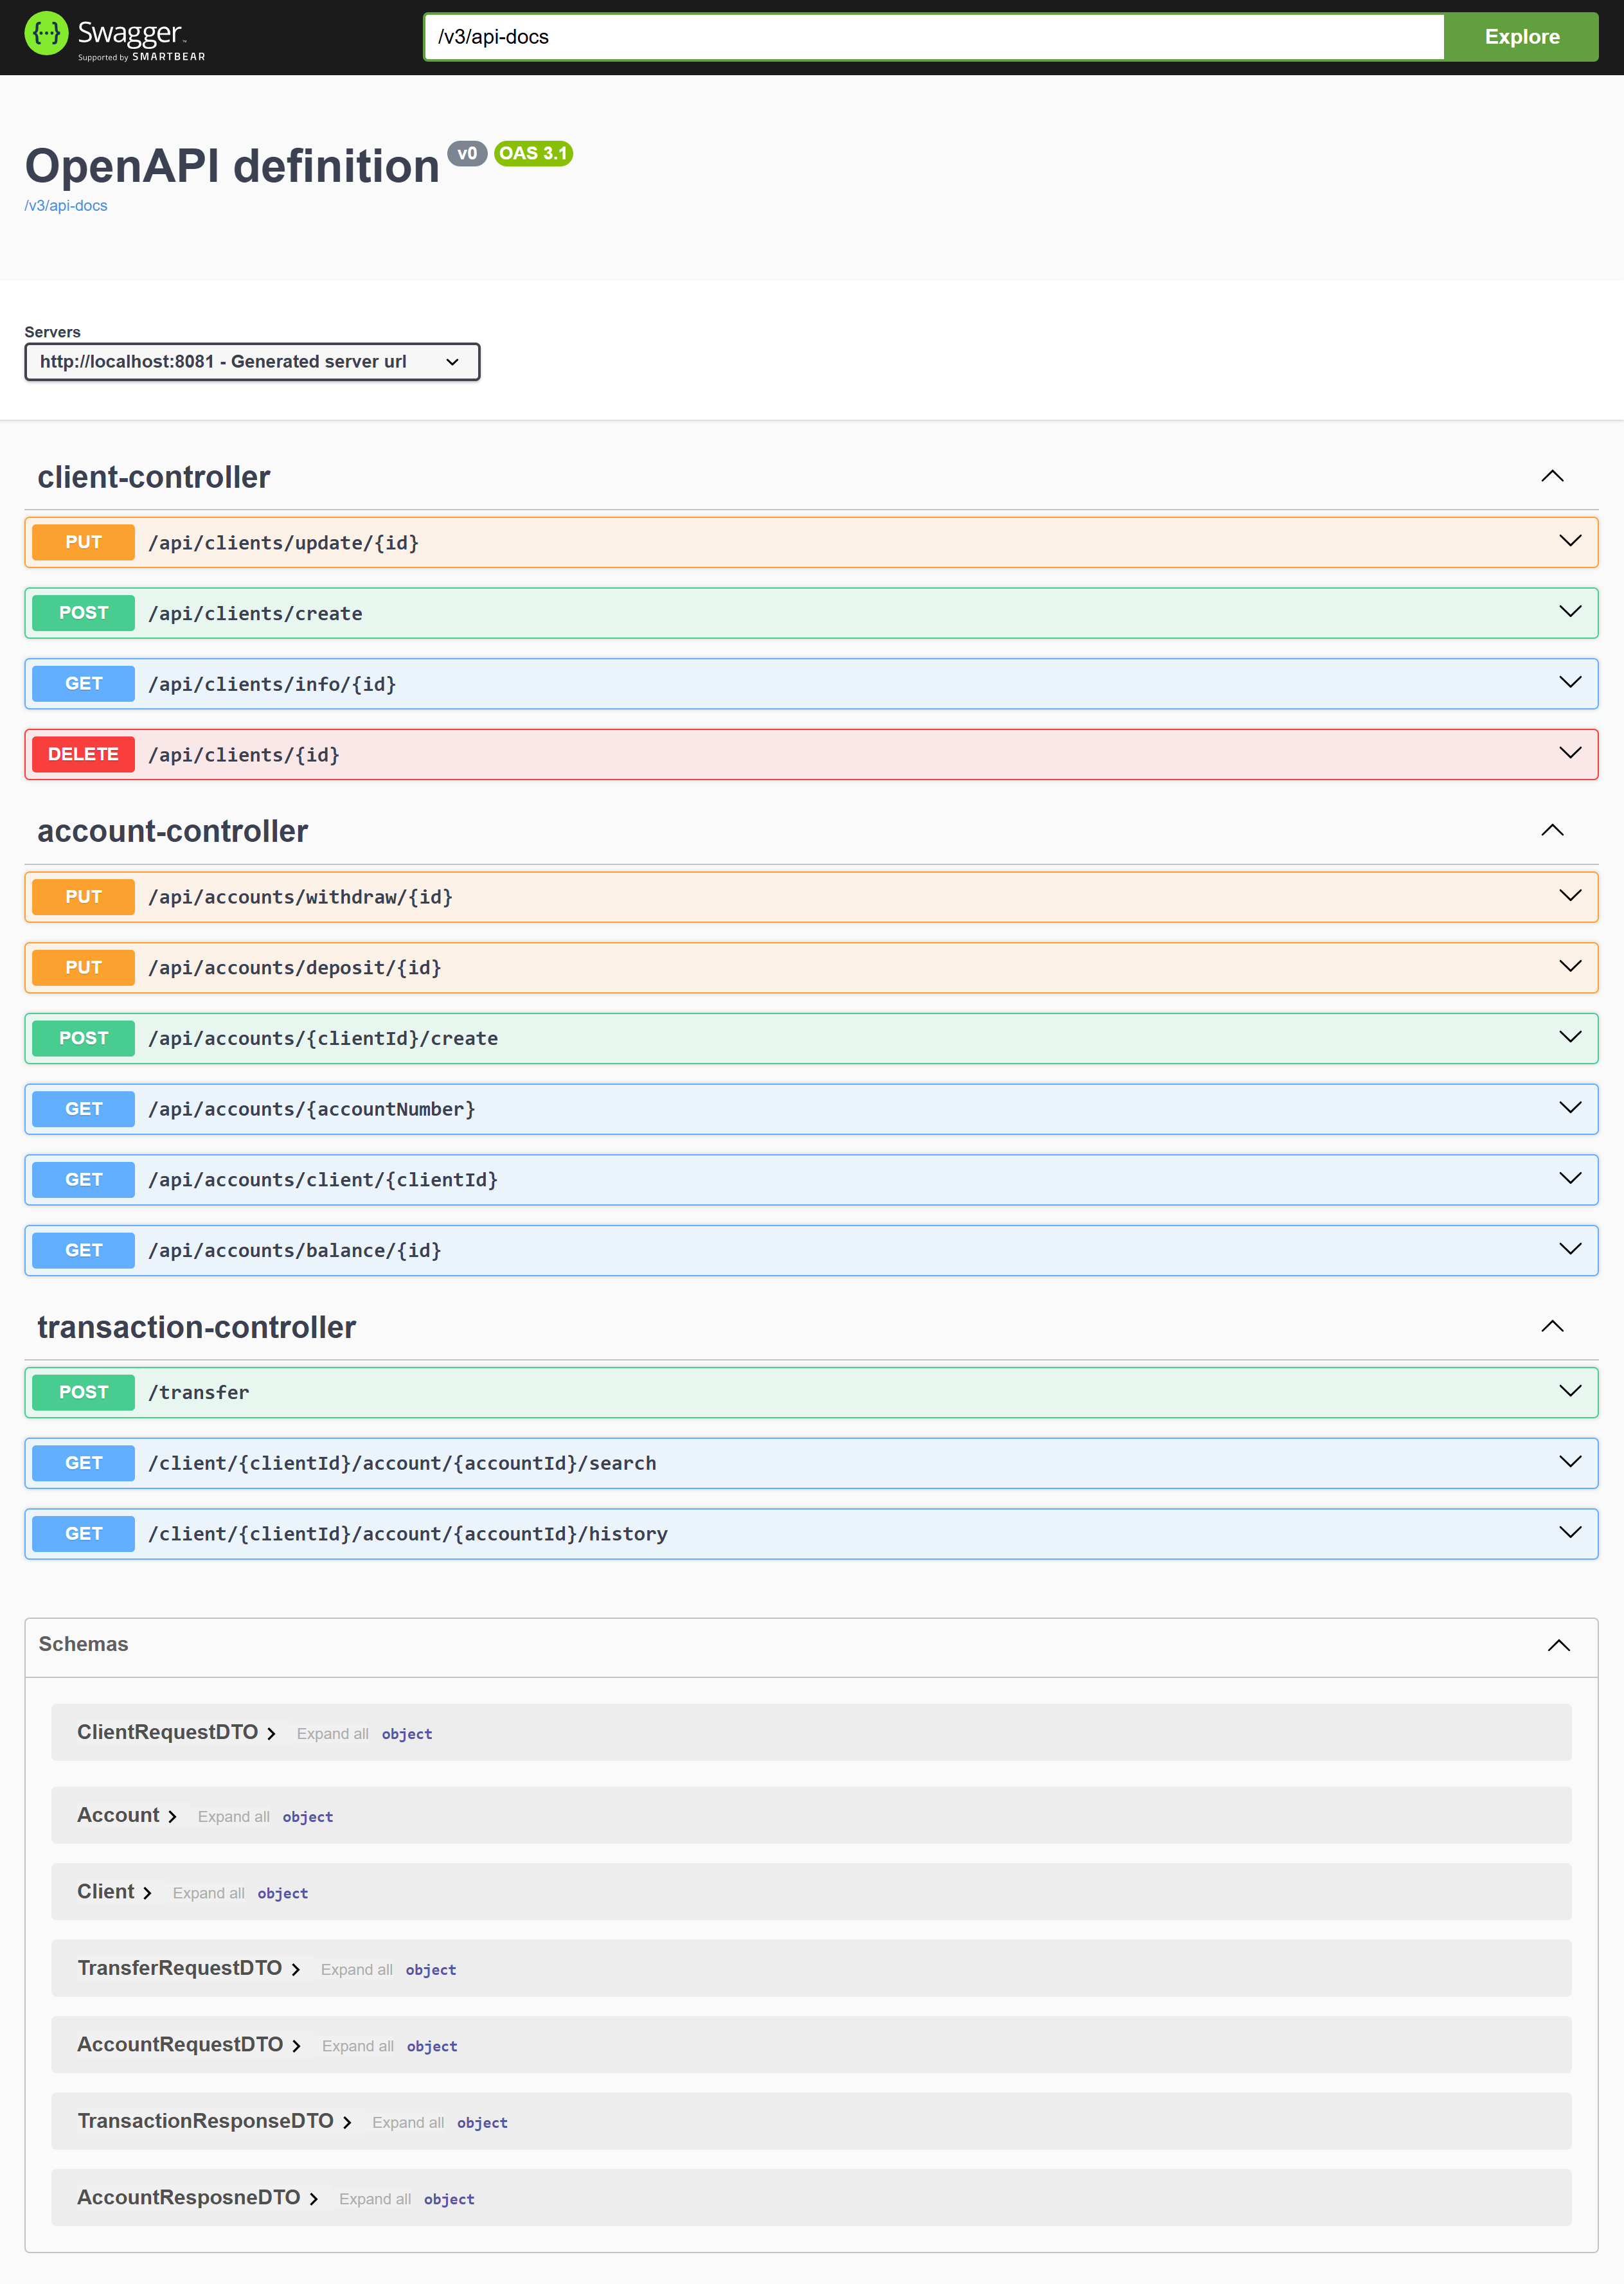 {···} Swagger™
Supported by SMARTBEAR
/v3/api-docs
Explore
OpenAPI definition v0 OAS 3.1
/v3/api-docs
Servers
http://localhost:8081 - Generated server url
client-controller
PUT /api/clients/update/{id}
POST /api/clients/create
GET /api/clients/info/{id}
DELETE /api/clients/{id}
account-controller
PUT /api/accounts/withdraw/{id}
PUT /api/accounts/deposit/{id}
POST /api/accounts/{clientId}/create
GET /api/accounts/{accountNumber}
GET /api/accounts/client/{clientId}
GET /api/accounts/balance/{id}
transaction-controller
POST /transfer
GET /client/{clientId}/account/{accountId}/search
GET /client/{clientId}/account/{accountId}/history
Schemas
ClientRequestDTO Expand all object
Account Expand all object
Client Expand all object
TransferRequestDTO Expand all object
AccountRequestDTO Expand all object
TransactionResponseDTO Expand all object
AccountResposneDTO Expand all object